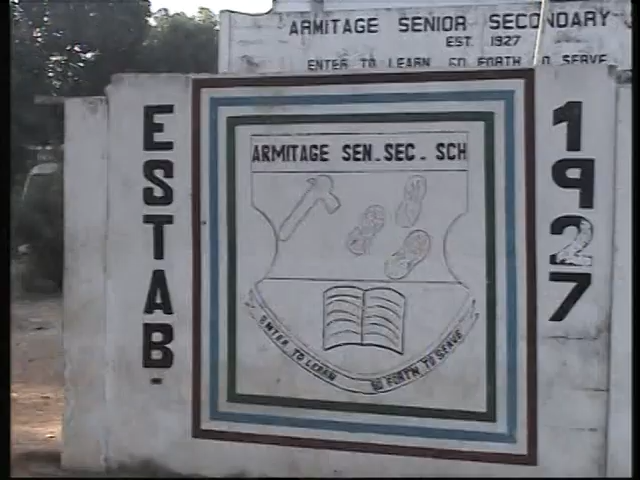 ARMITAGE SENIOR SECONDARY
EST. 1927
ENTER TO LEARN GO FORTH TO SERVE
ESTAB.
ARMITAGE SEN. SEC. SCH
ENTER TO LEARN GO FORTH TO SERVE
1927